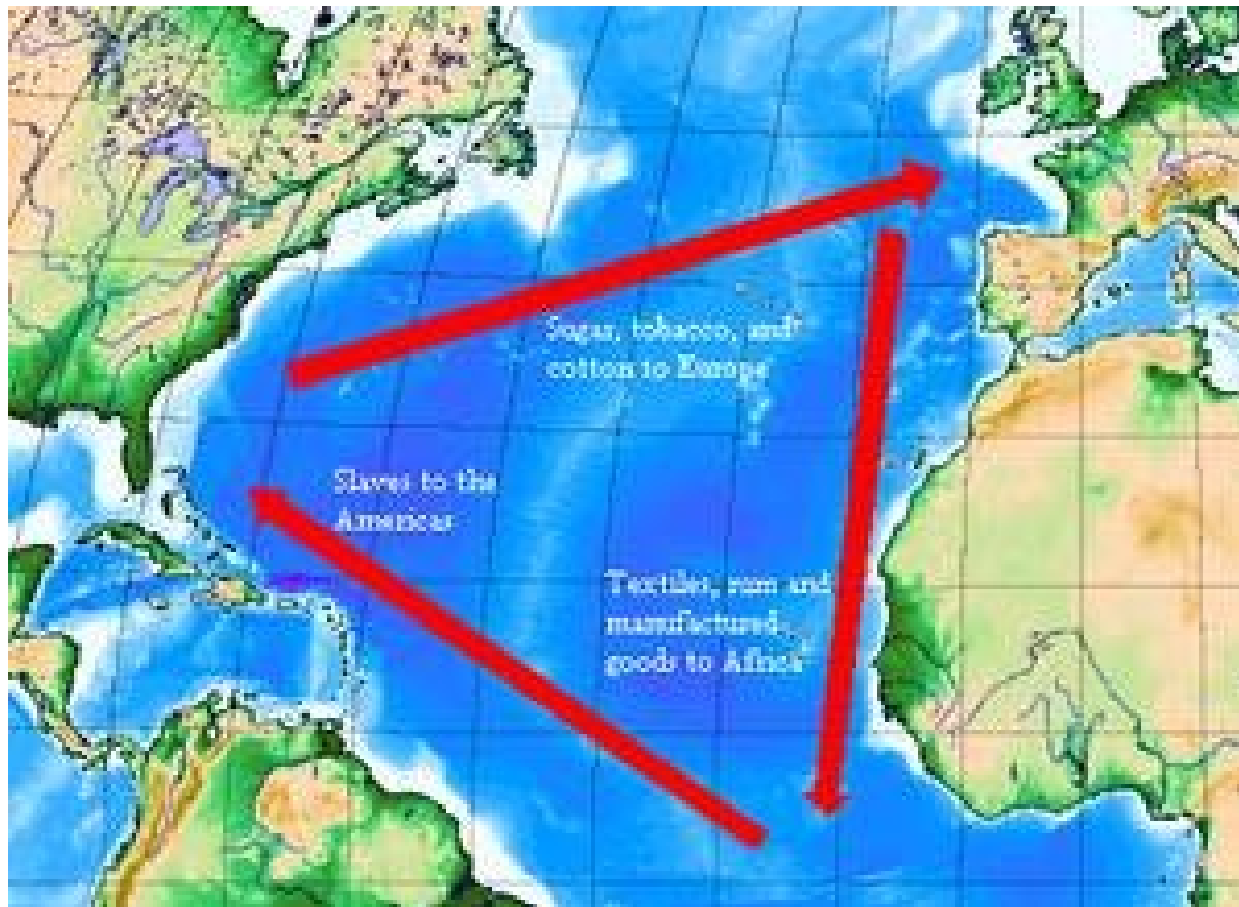 Sugar, tobacco, and
cotton to Europe
Slaves to the
Americas
Textiles, rum and
manufactured
goods to Africa